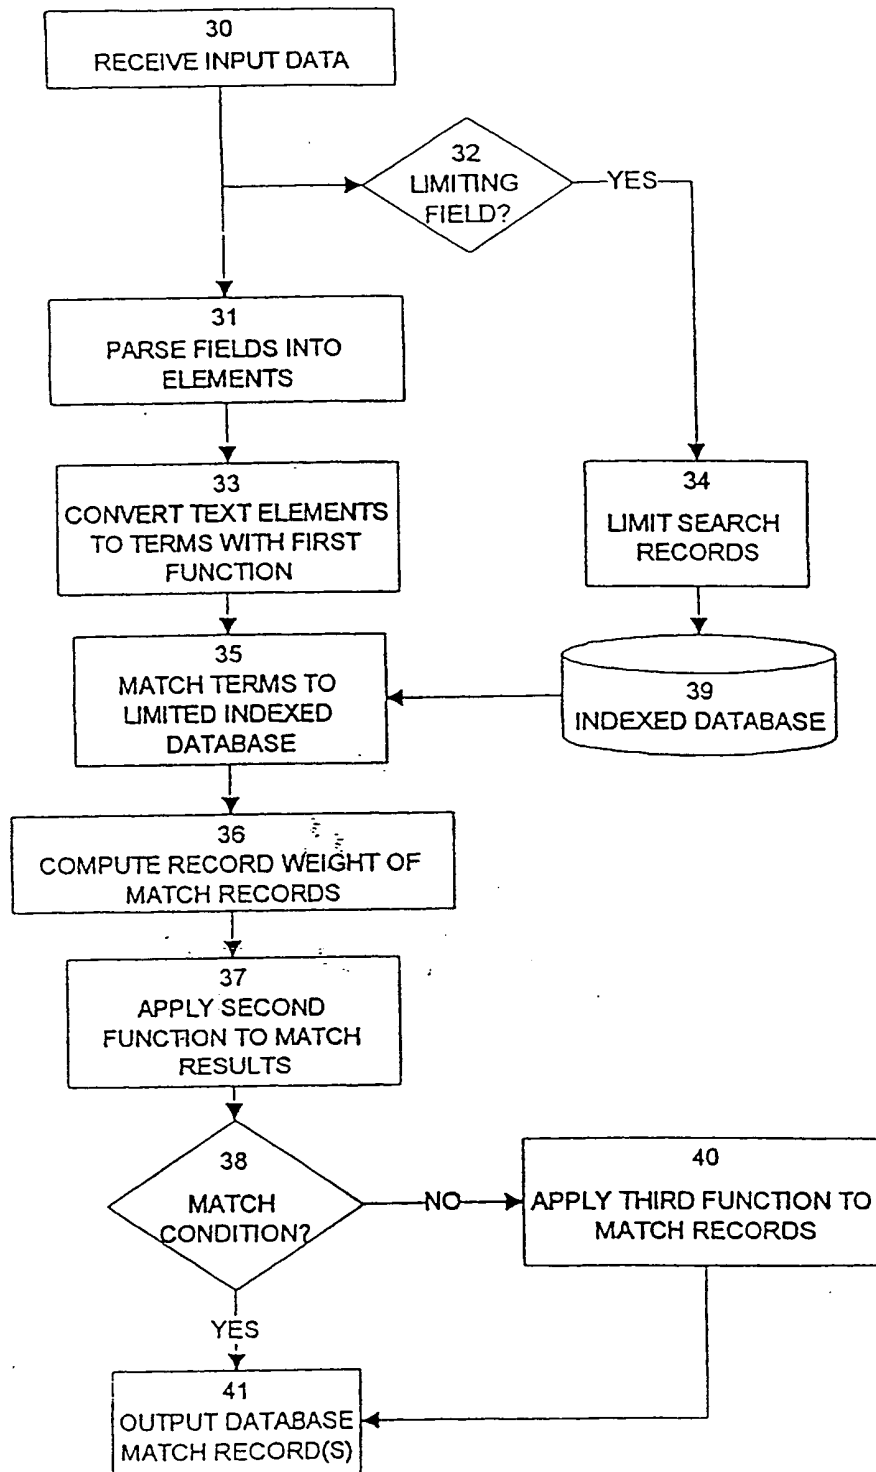 30
RECEIVE INPUT DATA
32
LIMITING
FIELD?
YES
31
PARSE FIELDS INTO
ELEMENTS
33
CONVERT TEXT ELEMENTS
TO TERMS WITH FIRST
FUNCTION
34
LIMIT SEARCH
RECORDS
35
MATCH TERMS TO
LIMITED INDEXED
DATABASE
39
INDEXED DATABASE
36
COMPUTE RECORD WEIGHT OF
MATCH RECORDS
37
APPLY SECOND
FUNCTION TO MATCH
RESULTS
38
MATCH
CONDITION?
NO
40
APPLY THIRD FUNCTION TO
MATCH RECORDS
YES
41
OUTPUT DATABASE
MATCH RECORD(S)